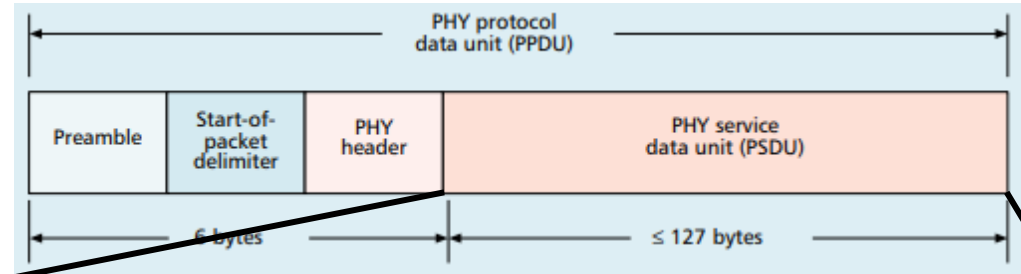 PHY protocol
data unit (PPDU)
Preamble
Start-of-
packet
delimiter
PHY
header
PHY service
data unit (PSDU)
6 bytes
≤ 127 bytes